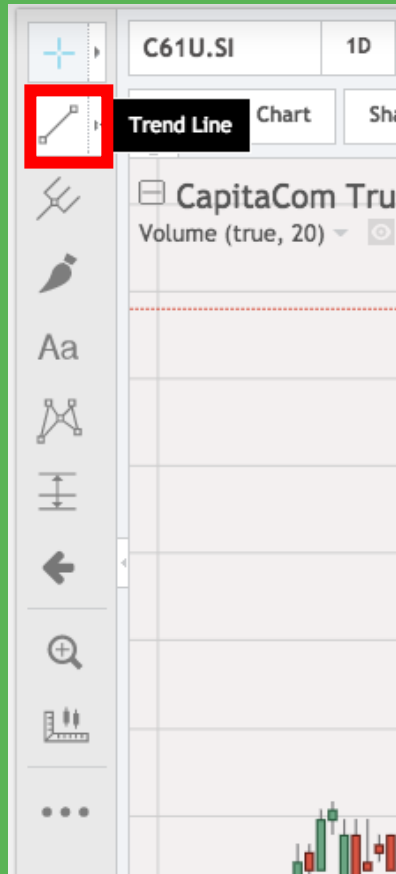 C61U.SI 1D
Trend Line Chart
CapitaCom Tru
Volume (true, 20)
Aa